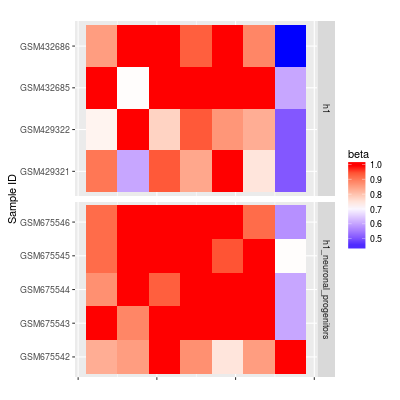 GSM432686
GSM432685
GSM429322
GSM429321
h1
GSM675546
GSM675545
GSM675544
GSM675543
GSM675542
h1_neuronal_progenitors
Sample ID
beta
1.0
0.9
0.8
0.7
0.6
0.5